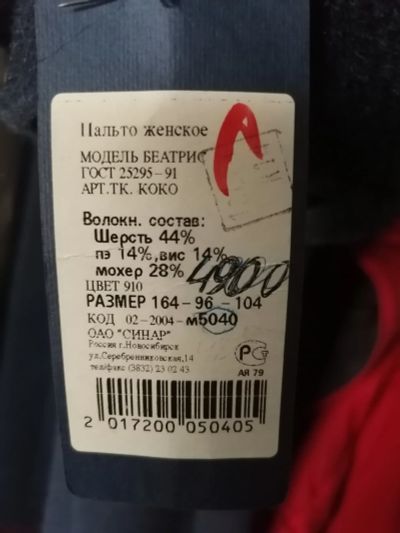 Пальто женское
МОДЕЛЬ БЕАТРИС
ГОСТ 25295-91
АРТ.ТК. КОКО
Волокн. состав:
Шерсть 44%
пэ 14%,вис 14%
мохер 28%
4900
ЦВЕТ 910
РАЗМЕР 164-96-104
КОД 02-2004-м5040
ОАО "СИНАР"
Россия г.Новосибирск
ул.Серебренниковская,14
тел/факс (3832) 23 02 43
АЯ 79
2 017200 050405